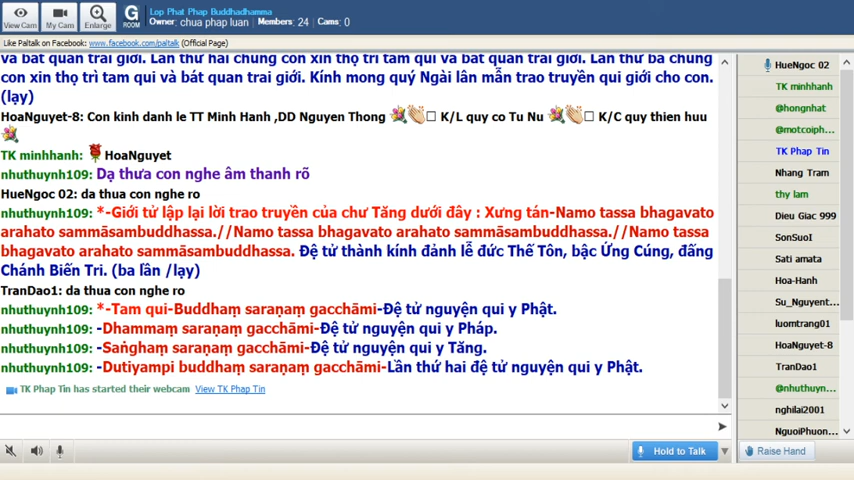 View Cam
My Cam
Enlarge
G
ROOM
Lop Phat Phap Buddhadhamma
Owner: chua phap luan / Members: 24 / Cams: 0
Like Paltalk on Facebook: www.facebook.com/paltalk (Official Page)
và bát quan trai giới. Lần thứ hai chúng con xin thọ trì tam qui và bát quan trai giới. Lần thứ ba chúng
con xin thọ trì tam qui và bát quan trai giới. Kính mong quý Ngài lân mẫn trao truyền qui giới cho con.
(lạy)
HoaNguyet-8: Con kinh danh le TT Minh Hanh ,DD Nguyen Thong K/L quy co Tu Nu K/C quy thien huu
TK minhhanh: HoaNguyet
nhuthuynh109: Dạ thưa con nghe âm thanh rõ
HueNgoc 02: da thua con nghe ro
nhuthuynh109: *-Giới tử lập lại lời trao truyền của chư Tăng dưới đây : Xưng tán-Namo tassa bhagavato
arahato sammāsambuddhassa.//Namo tassa bhagavato arahato sammāsambuddhassa.//Namo tassa
bhagavato arahato sammāsambuddhassa. Đệ tử thành kính đảnh lễ đức Thế Tôn, bậc Ứng Cúng, đấng
Chánh Biến Tri. (ba lần /lạy)
TranDao1: da thua con nghe ro
nhuthuynh109: *-Tam qui-Buddhaṃ saraṇaṃ gacchāmi-Đệ tử nguyện qui y Phật.
nhuthuynh109: -Dhammaṃ saraṇaṃ gacchāmi-Đệ tử nguyện qui y Pháp.
nhuthuynh109: -Saṅghaṃ saraṇaṃ gacchāmi-Đệ tử nguyện qui y Tăng.
nhuthuynh109: -Dutiyampi buddhaṃ saraṇaṃ gacchāmi-Lần thứ hai đệ tử nguyện qui y Phật.
TK Phap Tin has started their webcam View TK Phap Tin
Hold to Talk
HueNgoc 02
TK minhhanh
@hongnhat
@motcoiph...
TK Phap Tin
Nhang Tram
thy lam
Dieu Giac 999
SonSuoI
Sati amata
Hoa-Hanh
Su_Nguyent...
luomtrang01
HoaNguyet-8
TranDao1
@nhuthuyn...
nghilai2001
NguoiPhuon...
Raise Hand